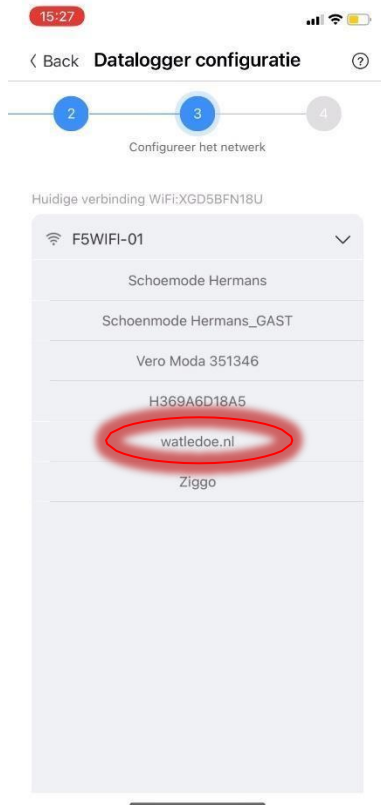 15:27
Back Datalogger configuratie ?
2 3 4
Configureer het netwerk
Huidige verbinding WiFi:XGD5BFN18U
F5WIFI-01
Schoemode Hermans
Schoenmode Hermans_GAST
Vero Moda 351346
H369A6D18A5
watledoe.nl
Ziggo